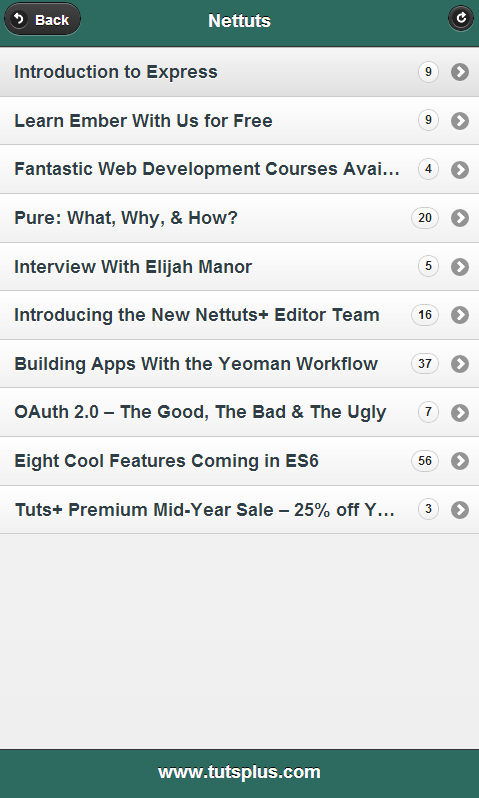 Back
Nettuts
Introduction to Express 9
Learn Ember With Us for Free 9
Fantastic Web Development Courses Avai... 4
Pure: What, Why, & How? 20
Interview With Elijah Manor 5
Introducing the New Nettuts+ Editor Team 16
Building Apps With the Yeoman Workflow 37
OAuth 2.0 – The Good, The Bad & The Ugly 7
Eight Cool Features Coming in ES6 56
Tuts+ Premium Mid-Year Sale – 25% off Y... 3
www.tutsplus.com